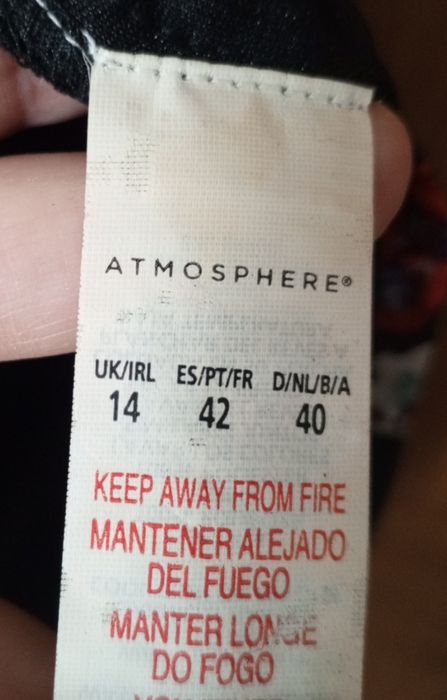 ATMOSPHERE®
UK/IRL ES/PT/FR D/NL/B/A
14 42 40
KEEP AWAY FROM FIRE
MANTENER ALEJADO
DEL FUEGO
MANTER LONGE
DO FOGO